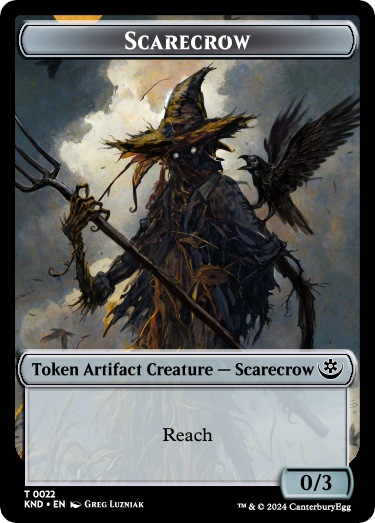 Scarecrow
Token Artifact Creature — Scarecrow
Reach
0/3
T 0022
KND • EN Greg Luzniak
™ & © 2024 CanterburyEgg